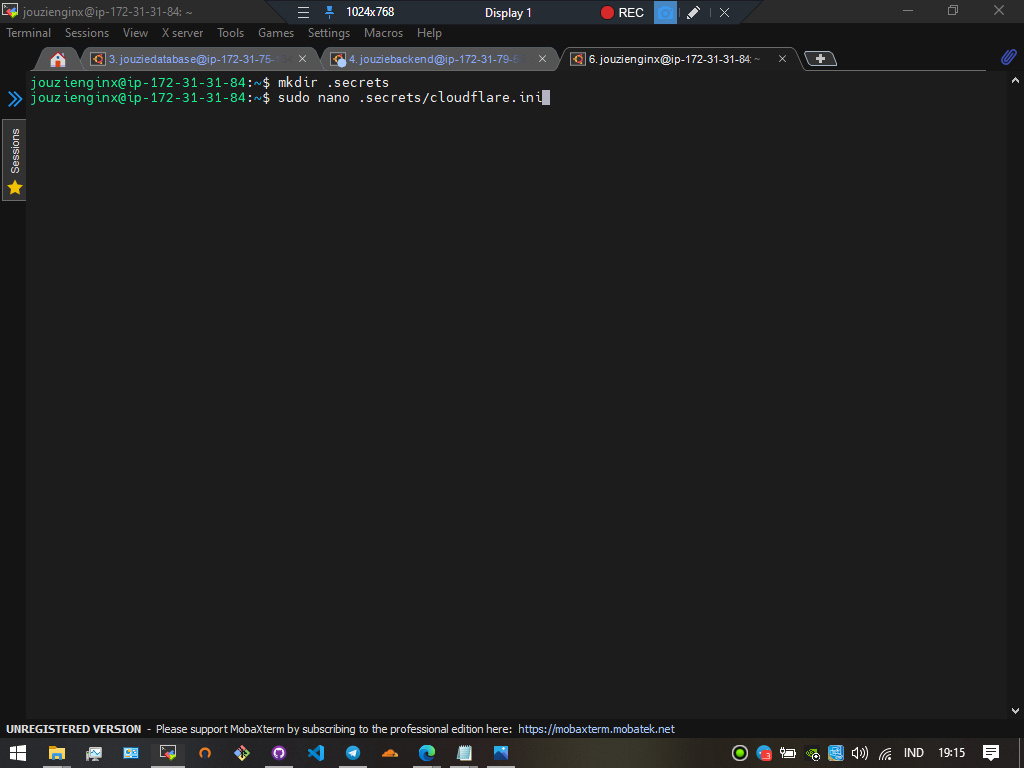 jouzienginx@ip-172-31-31-84: ~
1024x768
Display 1
REC
Terminal Sessions View X server Tools Games Settings Macros Help
3. jouziedatabase@ip-172-31-75-
4. jouziebackend@ip-172-31-79-8
6. jouzienginx@ip-172-31-31-84: ~
jouzienginx@ip-172-31-31-84:~$ mkdir .secrets
jouzienginx@ip-172-31-31-84:~$ sudo nano .secrets/cloudflare.ini
Sessions
UNREGISTERED VERSION - Please support MobaXterm by subscribing to the professional edition here: https://mobaxterm.mobatek.net
IND 19:15